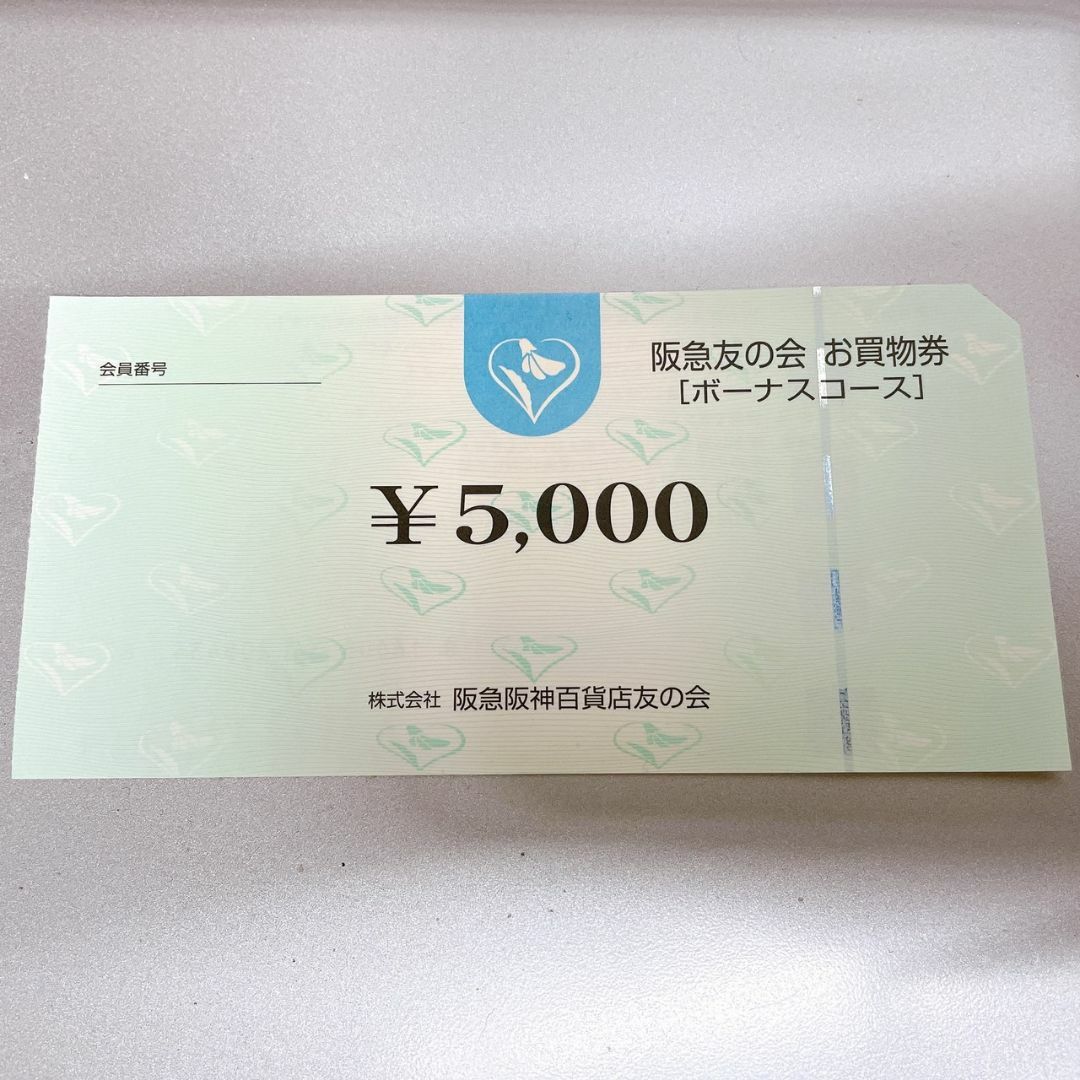 会員番号
阪急友の会 お買物券
[ボーナスコース]
¥5,000
株式会社 阪急阪神百貨店友の会